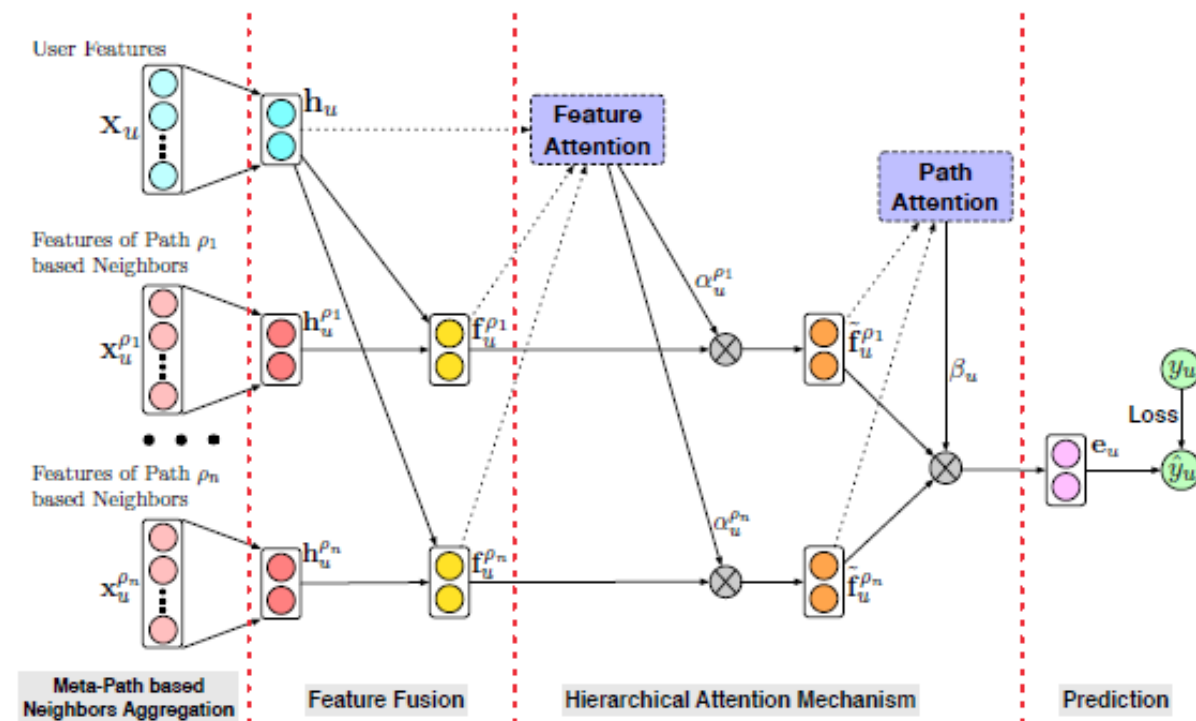 User Features
x_u
h_u
Feature
Attention
Path
Attention
Features of Path ρ₁
based Neighbors
x_u^{ρ₁}
h_u^{ρ₁}
f_u^{ρ₁}
α_u^{ρ₁}
f̃_u^{ρ₁}
β_u
y_u
Loss
e_u
ŷ_u
Features of Path ρₙ
based Neighbors
x_u^{ρₙ}
h_u^{ρₙ}
f_u^{ρₙ}
α_u^{ρₙ}
f̃_u^{ρₙ}
Meta-Path based
Neighbors Aggregation
Feature Fusion
Hierarchical Attention Mechanism
Prediction